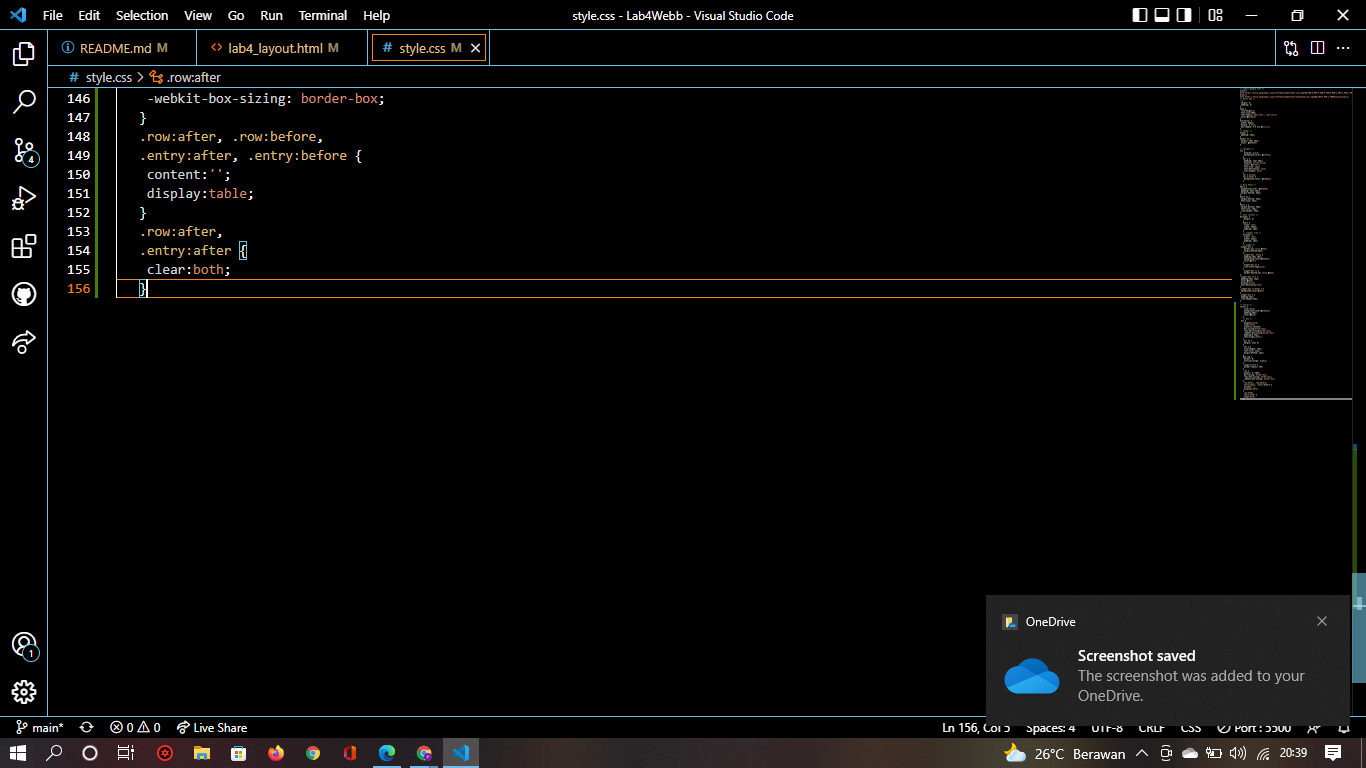 File Edit Selection View Go Run Terminal Help
style.css - Lab4Webb - Visual Studio Code
README.md M
lab4_layout.html M
# style.css M
# style.css > .row:after
146 -webkit-box-sizing: border-box;
147 }
148 .row:after, .row:before,
149 .entry:after, .entry:before {
150 content:'';
151 display:table;
152 }
153 .row:after,
154 .entry:after {
155 clear:both;
156 }
4
1
OneDrive
Screenshot saved
The screenshot was added to your
OneDrive.
main* 0 0 Live Share
Ln 156, Col 5 Spaces: 4 UTF-8 CRLF CSS Port : 5500
26°C Berawan 20:39